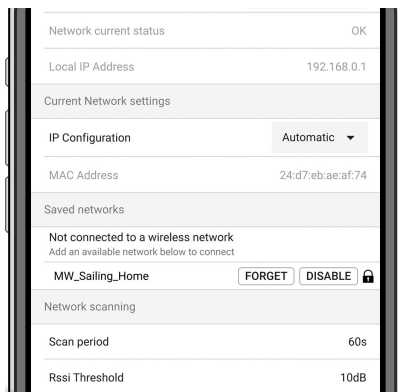 Network current status OK
Local IP Address 192.168.0.1
Current Network settings
IP Configuration Automatic
MAC Address 24:d7:eb:ae:af:74
Saved networks
Not connected to a wireless network
Add an available network below to connect
MW_Sailing_Home FORGET DISABLE
Network scanning
Scan period 60s
Rssi Threshold 10dB